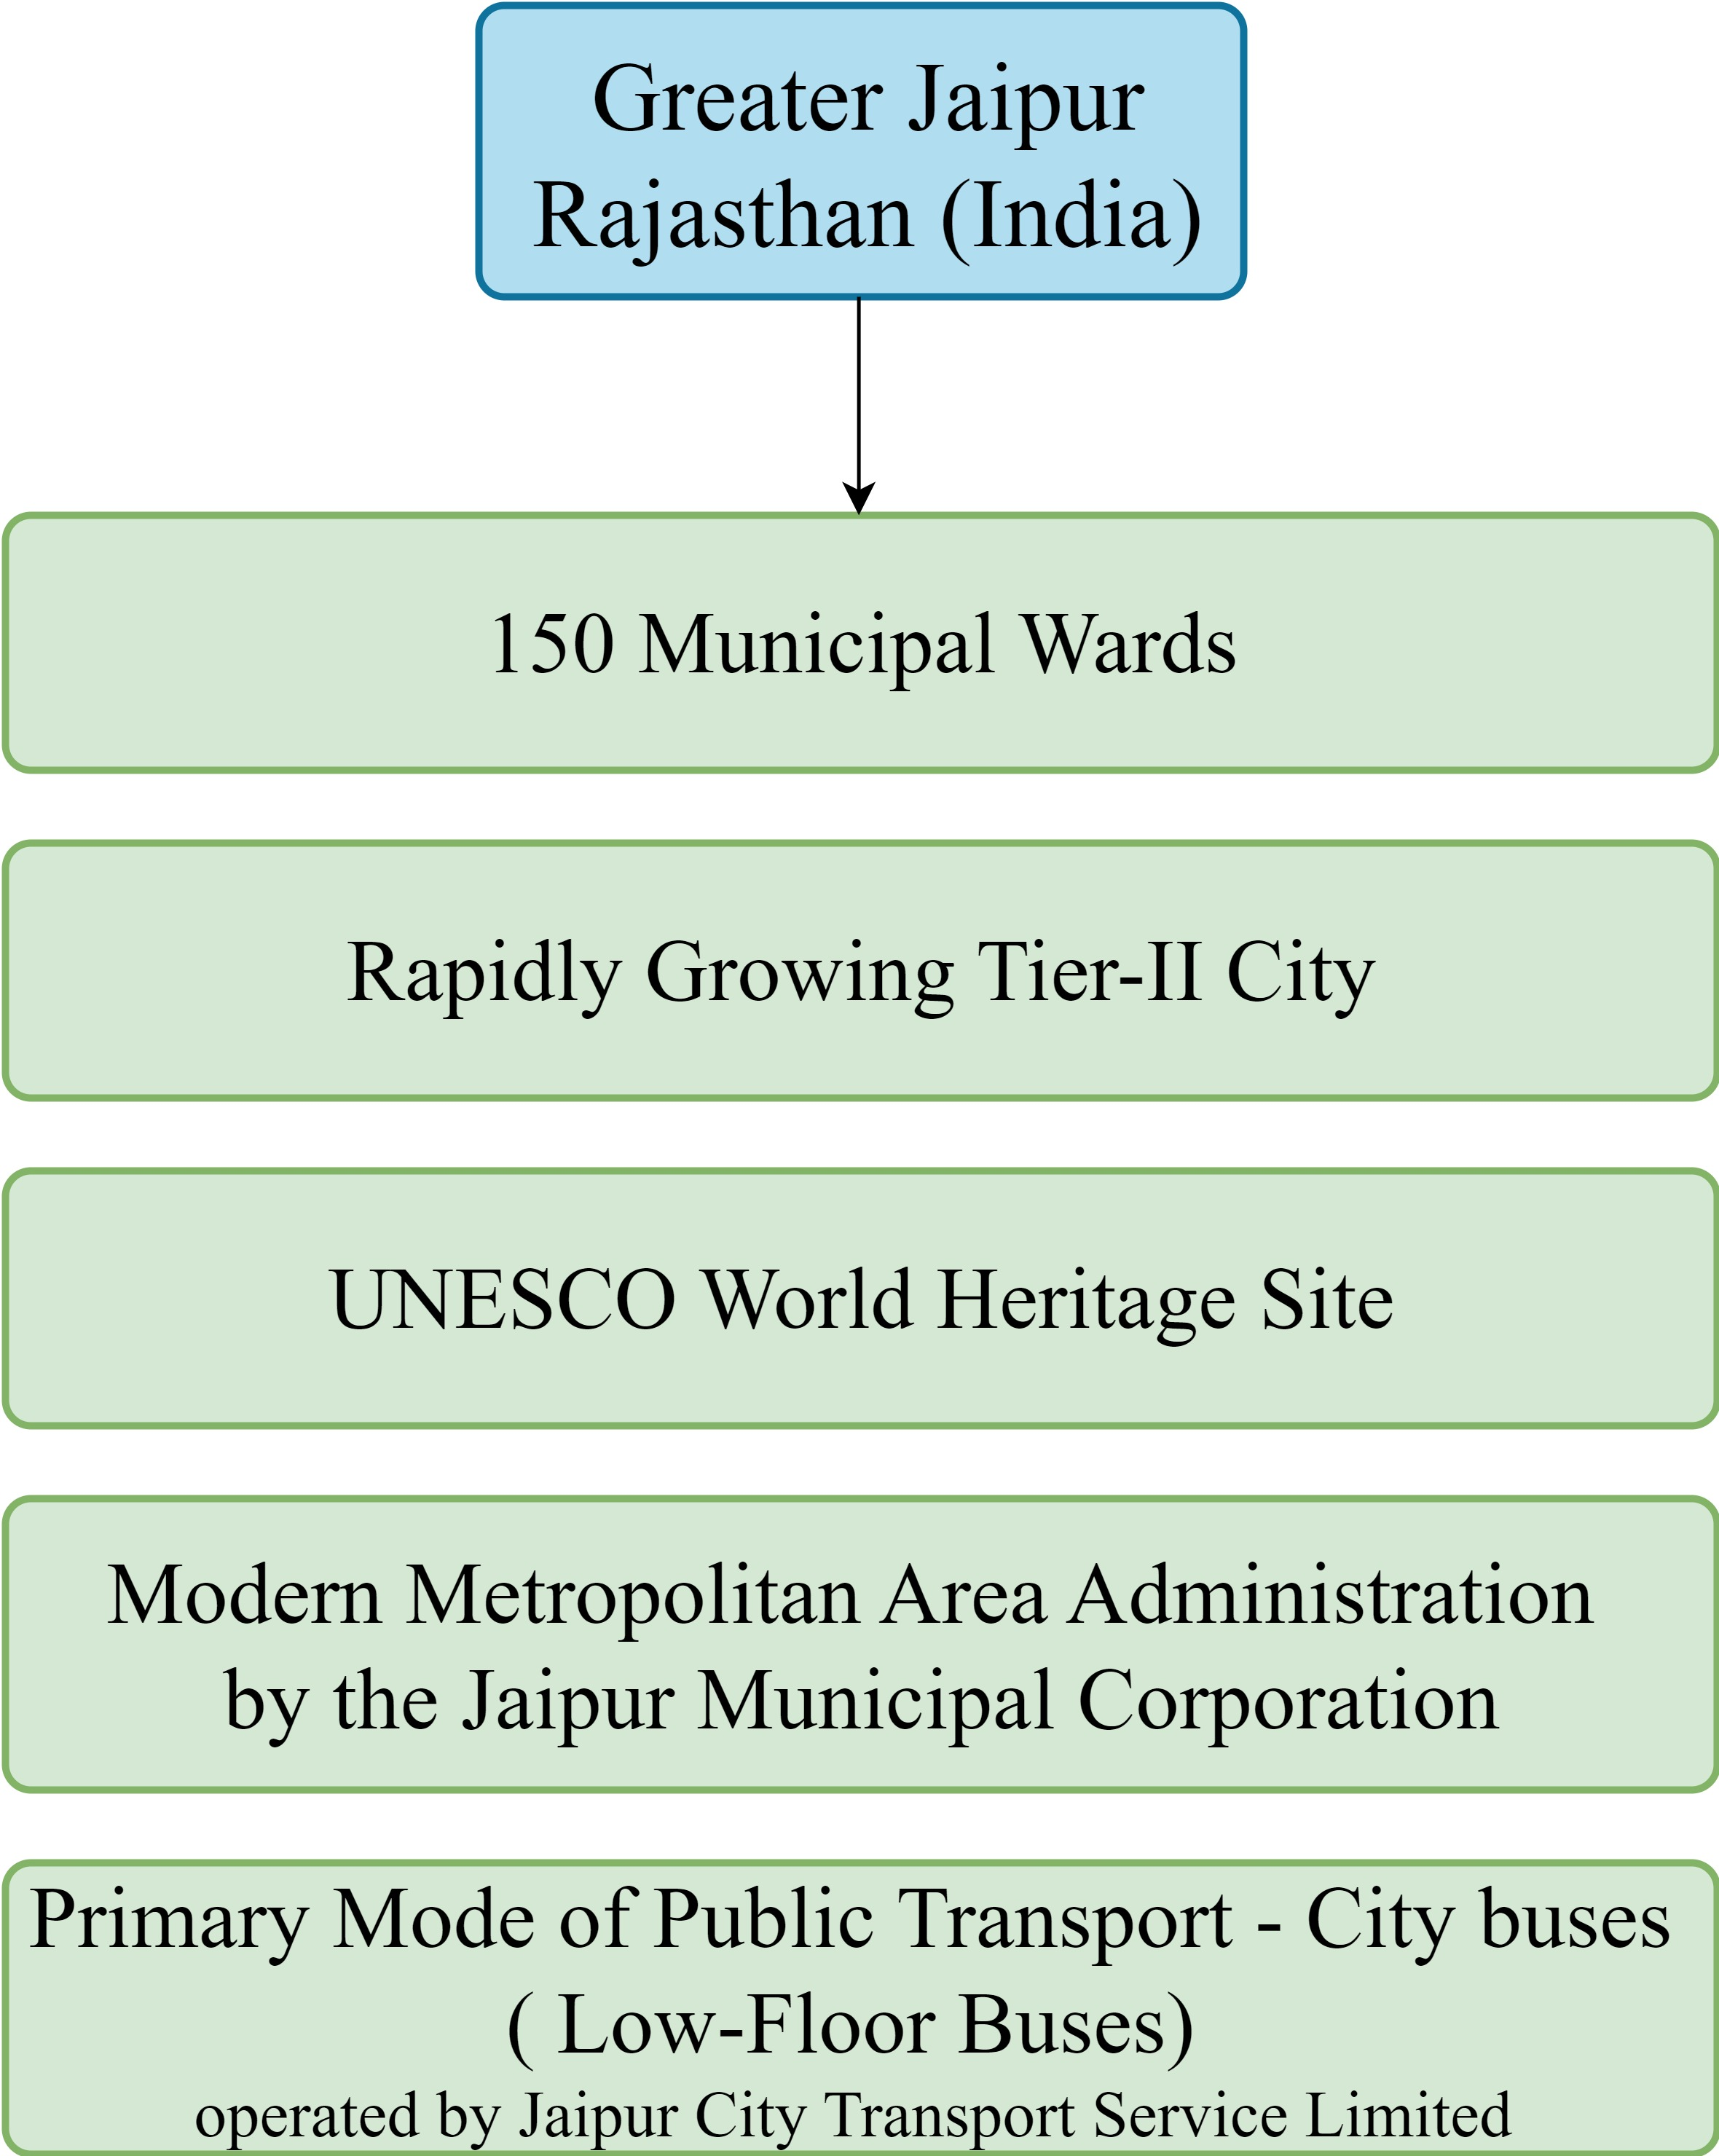 Greater Jaipur
Rajasthan (India)
150 Municipal Wards
Rapidly Growing Tier-II City
UNESCO World Heritage Site
Modern Metropolitan Area Administration
by the Jaipur Municipal Corporation
Primary Mode of Public Transport - City buses
( Low-Floor Buses)
operated by Jaipur City Transport Service Limited